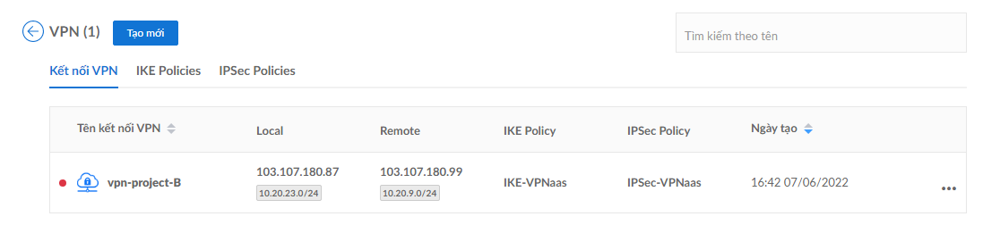 VPN (1)
Tạo mới
Tìm kiếm theo tên
Kết nối VPN
IKE Policies
IPSec Policies
Tên kết nối VPN
Local
Remote
IKE Policy
IPSec Policy
Ngày tạo
vpn-project-B
103.107.180.87
10.20.23.0/24
103.107.180.99
10.20.9.0/24
IKE-VPNaas
IPSec-VPNaas
16:42 07/06/2022